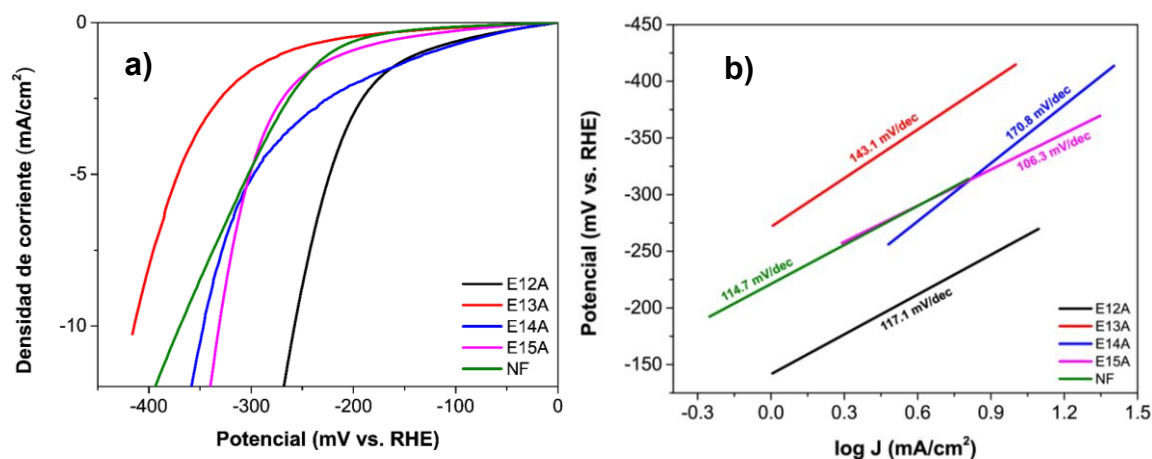 a)
Densidad de corriente (mA/cm²)
0
-5
-10
-400
-300
-200
-100
0
Potencial (mV vs. RHE)
E12A
E13A
E14A
E15A
NF
b)
Potencial (mV vs. RHE)
-450
-400
-350
-300
-250
-200
-150
143.1 mV/dec
170.8 mV/dec
106.3 mV/dec
114.7 mV/dec
117.1 mV/dec
E12A
E13A
E14A
E15A
NF
-0.3
0.0
0.3
0.6
0.9
1.2
1.5
log J (mA/cm²)